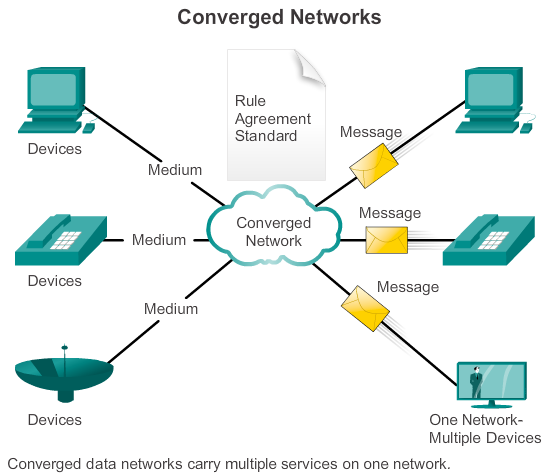 Converged Networks
Rule
Agreement
Standard
Message
Devices
Medium
Message
Converged
Network
Medium
Devices
Message
Medium
Devices
One Network-
Multiple Devices
Converged data networks carry multiple services on one network.